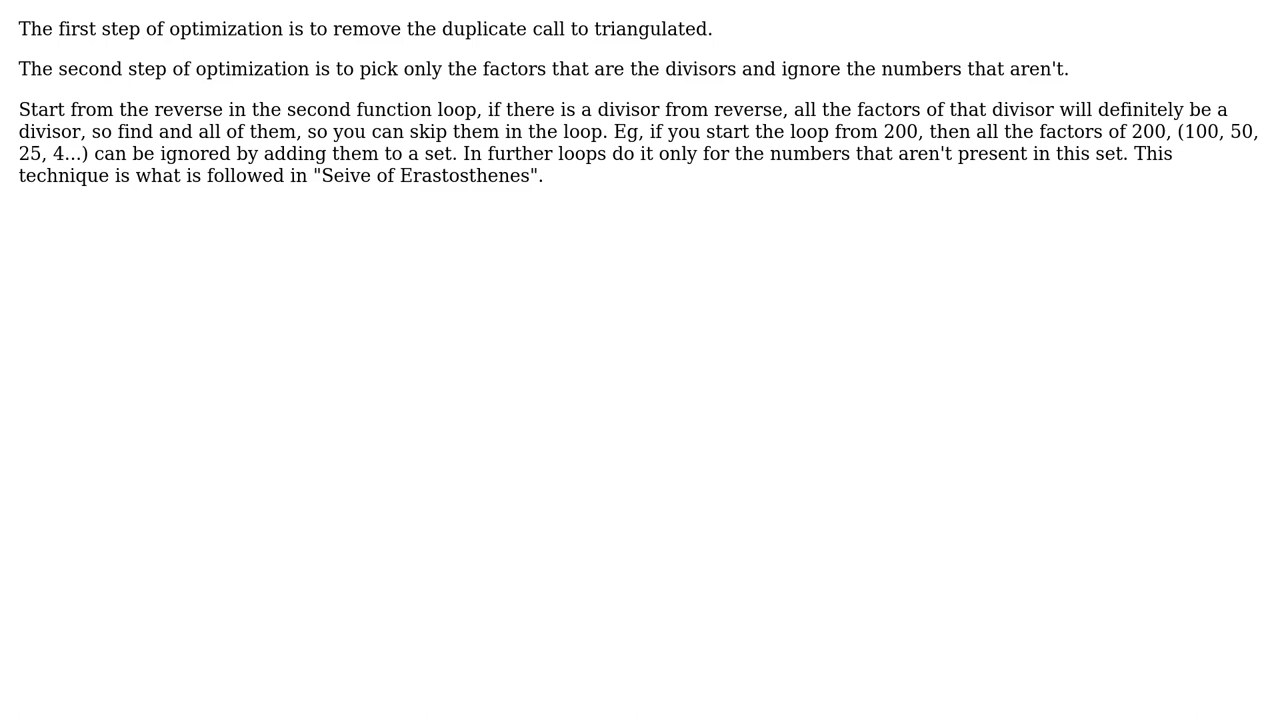 The first step of optimization is to remove the duplicate call to triangulated.
The second step of optimization is to pick only the factors that are the divisors and ignore the numbers that aren't.
Start from the reverse in the second function loop, if there is a divisor from reverse, all the factors of that divisor will definitely be a
divisor, so find and all of them, so you can skip them in the loop. Eg, if you start the loop from 200, then all the factors of 200, (100, 50,
25, 4...) can be ignored by adding them to a set. In further loops do it only for the numbers that aren't present in this set. This
technique is what is followed in "Seive of Erastosthenes".